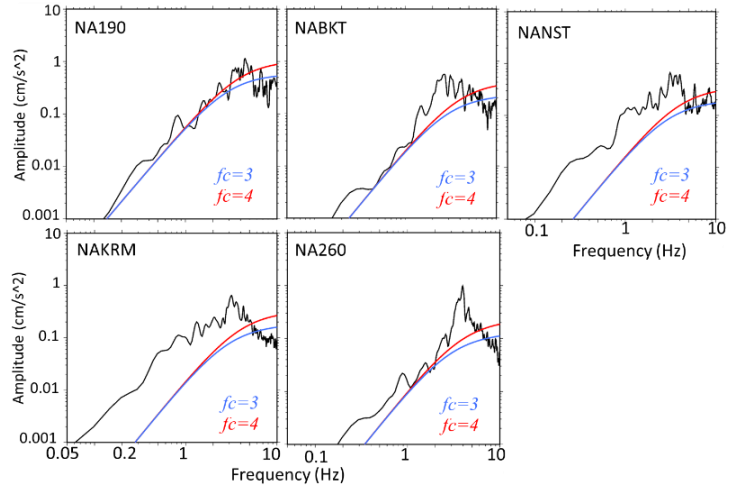 NA190
NABKT
NANST
Amplitude (cm/s^2)
10
1
0.1
0.01
0.001
fc=3
fc=4
fc=3
fc=4
fc=3
fc=4
0.1
1
10
Frequency (Hz)
NAKRM
NA260
Amplitude (cm/s^2)
10
1
0.1
0.01
0.001
fc=3
fc=4
fc=3
fc=4
0.05
0.2
1
10
0.1
1
10
Frequency (Hz)